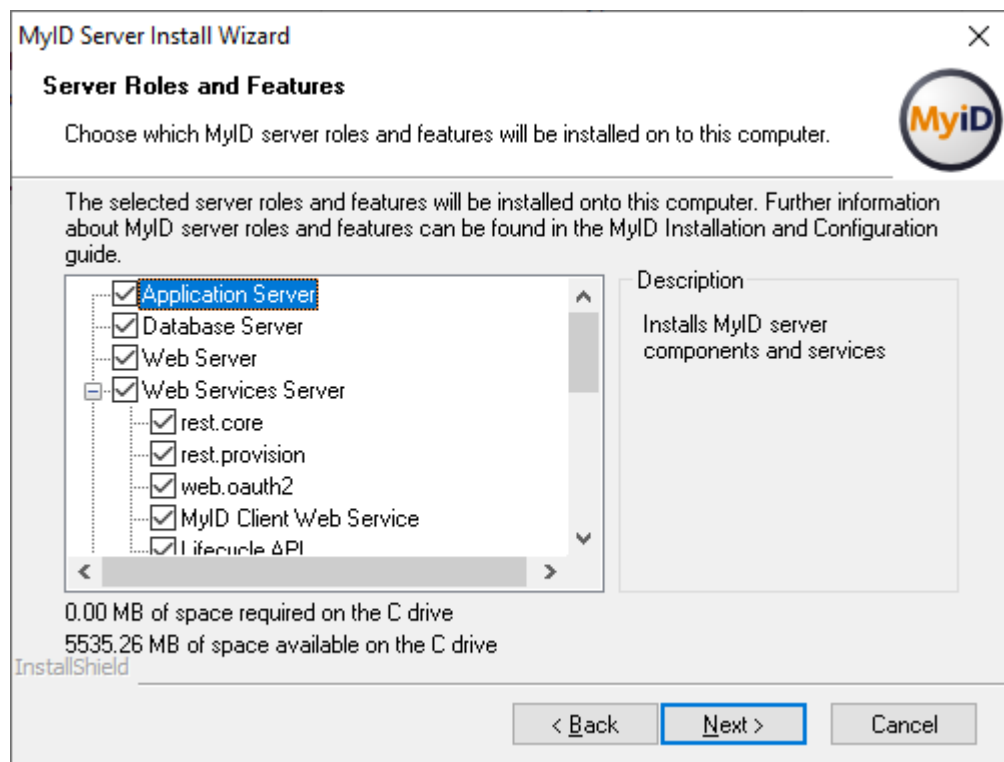 MyID Server Install Wizard
Server Roles and Features
Choose which MyID server roles and features will be installed on to this computer.
MyiD
The selected server roles and features will be installed onto this computer. Further information
about MyID server roles and features can be found in the MyID Installation and Configuration
guide.
Application Server
Database Server
Web Server
Web Services Server
rest.core
rest.provision
web.oauth2
MyID Client Web Service
Lifecycle API
Description
Installs MyID server
components and services
0.00 MB of space required on the C drive
5535.26 MB of space available on the C drive
InstallShield
< Back
Next >
Cancel